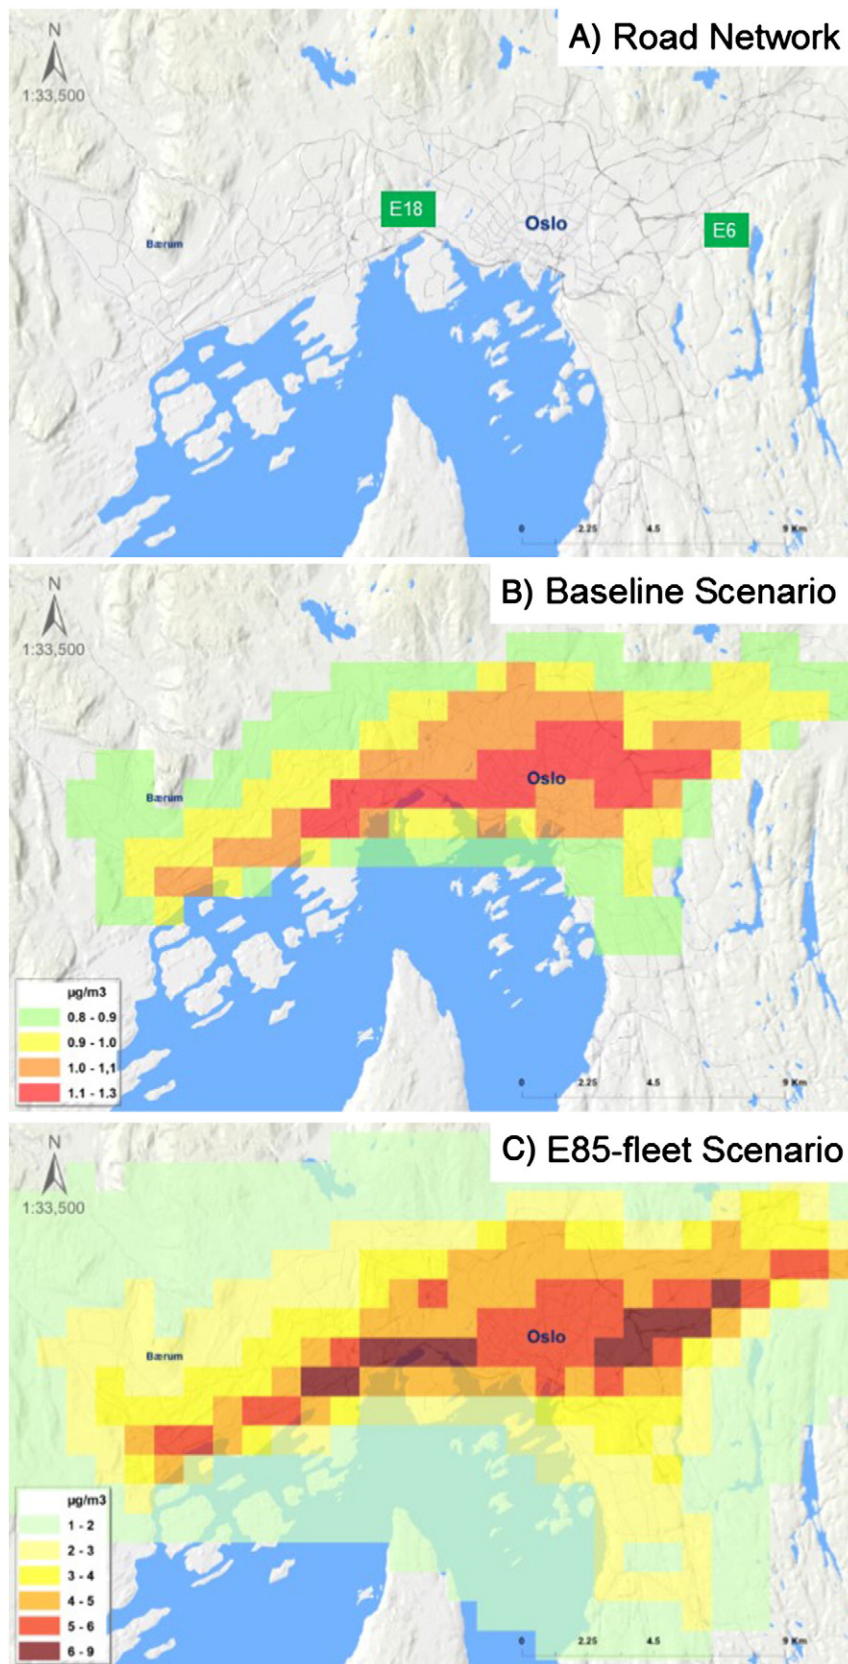 A) Road Network
N
1:33,500
E18
Oslo
E6
Bærum
0 2.25 4.5 9 Km
B) Baseline Scenario
N
1:33,500
Oslo
Bærum
µg/m3
0.8 - 0.9
0.9 - 1.0
1.0 - 1,1
1.1 - 1.3
0 2.25 4.5 9 Km
C) E85-fleet Scenario
N
1:33,500
Oslo
Bærum
µg/m3
1 - 2
2 - 3
3 - 4
4 - 5
5 - 6
6 - 9
0 2.25 4.5 9 Km